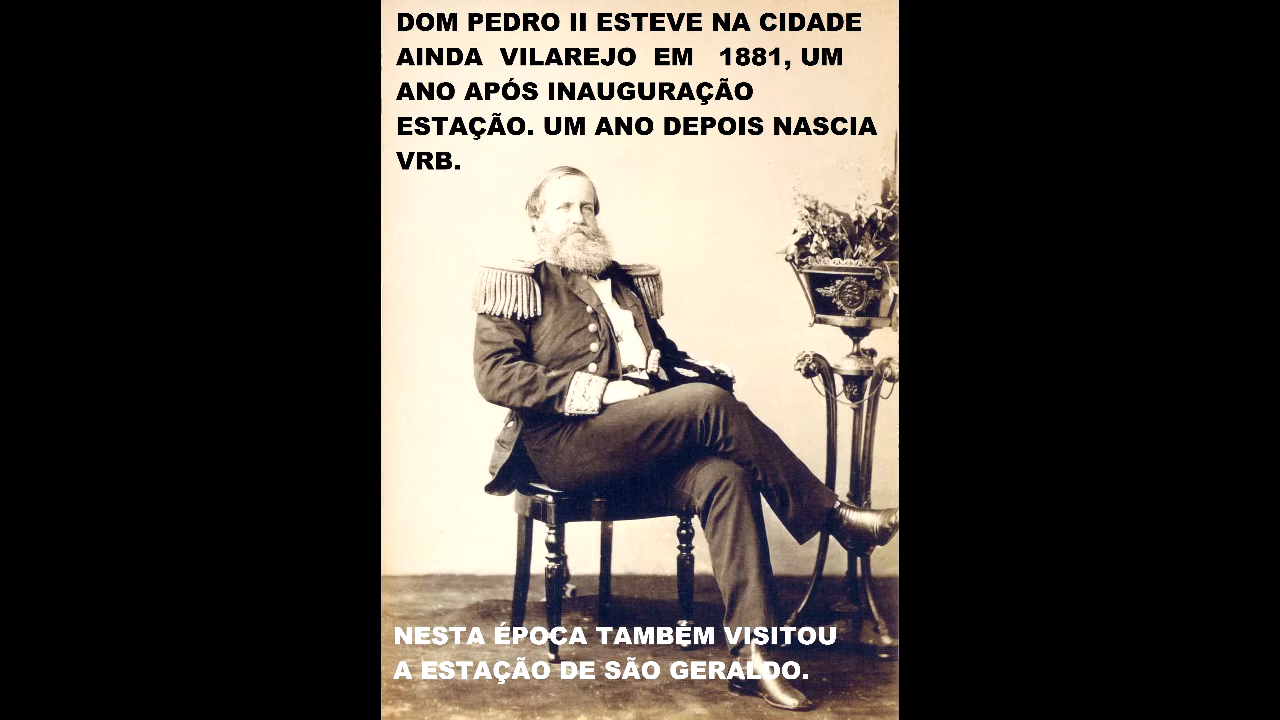 DOM PEDRO II ESTEVE NA CIDADE
AINDA VILAREJO EM 1881, UM
ANO APÓS INAUGURAÇÃO
ESTAÇÃO. UM ANO DEPOIS NASCIA
VRB.
NESTA ÉPOCA TAMBÉM VISITOU
A ESTAÇÃO DE SÃO GERALDO.